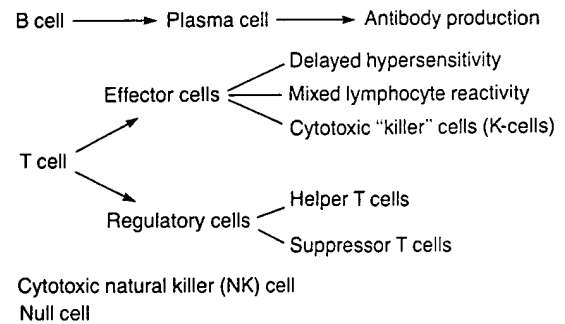 B cell Plasma cell Antibody production
Delayed hypersensitivity
Effector cells Mixed lymphocyte reactivity
Cytotoxic "killer" cells (K-cells)
T cell
Helper T cells
Regulatory cells
Suppressor T cells
Cytotoxic natural killer (NK) cell
Null cell